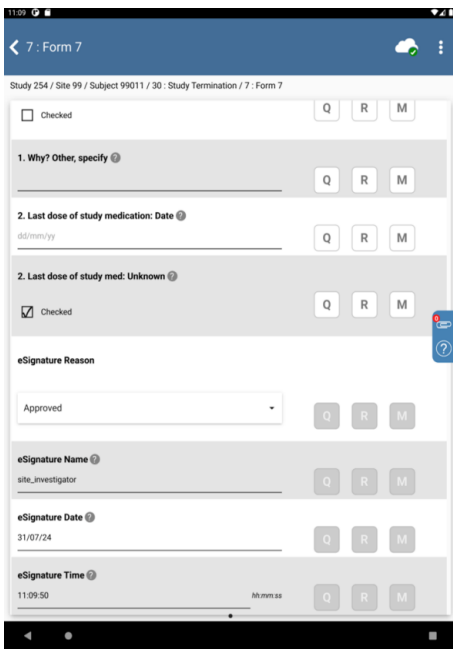 11:09
7 : Form 7
Study 254 / Site 99 / Subject 99011 / 30 : Study Termination / 7 : Form 7
Checked
Q R M
1. Why? Other, specify ?
Q R M
2. Last dose of study medication: Date ?
dd/mm/yy
Q R M
2. Last dose of study med: Unknown ?
Checked
Q R M
0
?
eSignature Reason
Approved
Q R M
eSignature Name ?
site_investigator
Q R M
eSignature Date ?
31/07/24
Q R M
eSignature Time ?
11:09:50 hh:mm:ss
Q R M